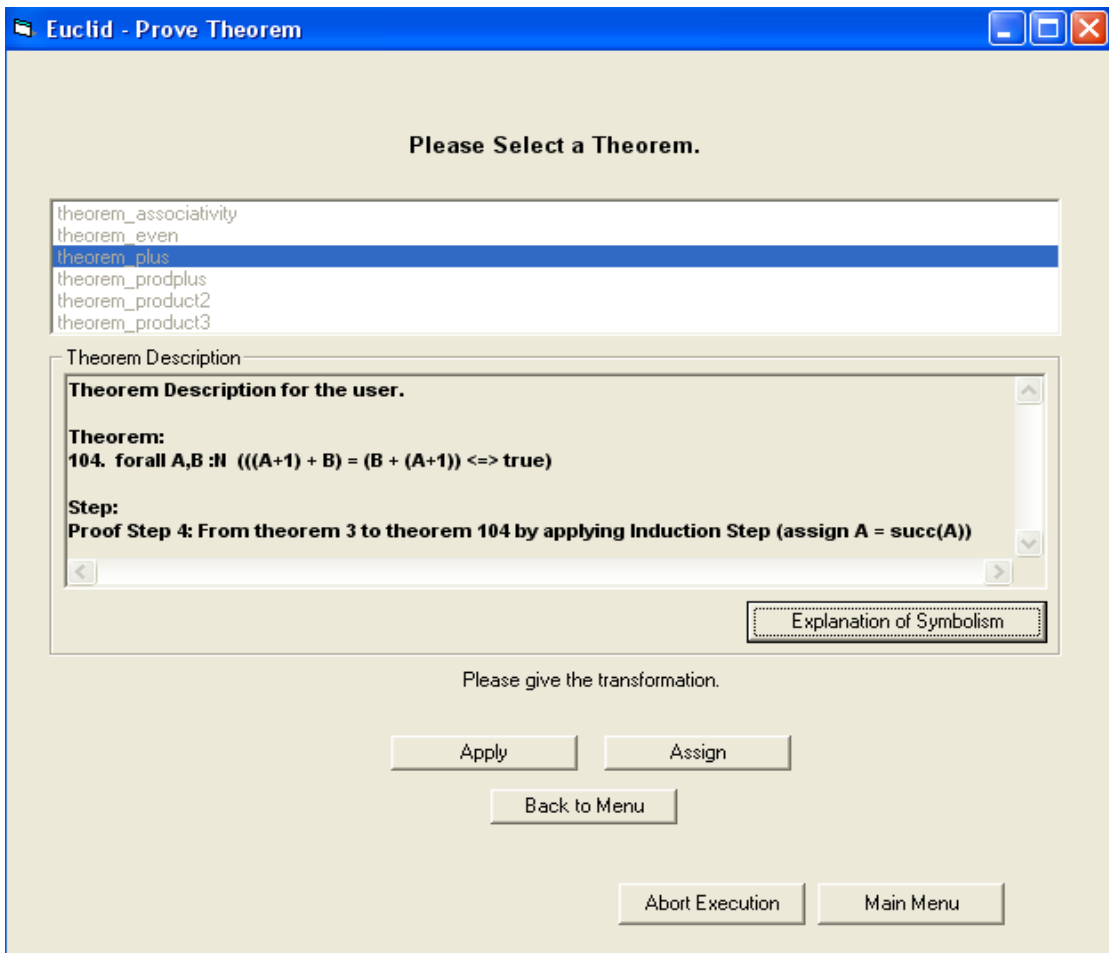 Euclid - Prove Theorem
Please Select a Theorem.
theorem_associativity
theorem_even
theorem_plus
theorem_prodplus
theorem_product2
theorem_product3
Theorem Description
Theorem Description for the user.
Theorem:
104.  forall A,B :N  (((A+1) + B) = (B + (A+1)) <=> true)
Step:
Proof Step 4: From theorem 3 to theorem 104 by applying Induction Step (assign A = succ(A))
Explanation of Symbolism
Please give the transformation.
Apply Assign
Back to Menu
Abort Execution Main Menu